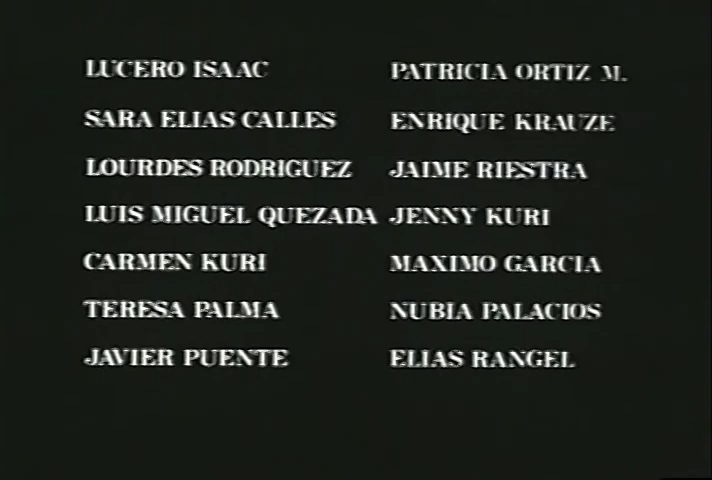 LUCERO ISAAC PATRICIA ORTIZ M.
SARA ELIAS CALLES ENRIQUE KRAUZE
LOURDES RODRIGUEZ JAIME RIESTRA
LUIS MIGUEL QUEZADA JENNY KURI
CARMEN KURI MAXIMO GARCIA
TERESA PALMA NUBIA PALACIOS
JAVIER PUENTE ELIAS RANGEL